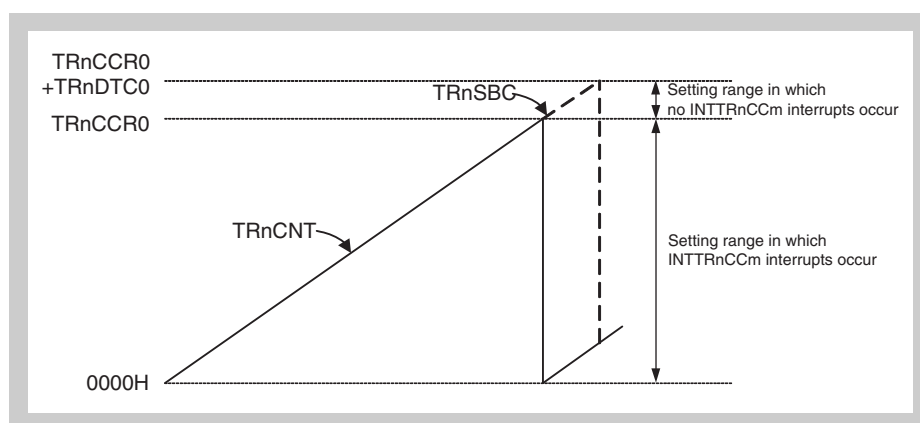 TRnCCR0
+TRnDTC0
TRnSBC
Setting range in which
no INTTRnCCm interrupts occur
TRnCCR0
TRnCNT
Setting range in which
INTTRnCCm interrupts occur
0000H